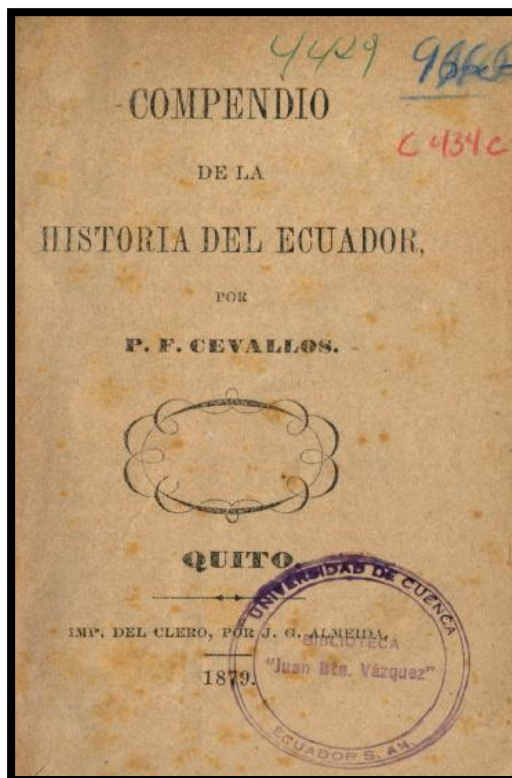 4429
C434c
COMPENDIO
DE LA
HISTORIA DEL ECUADOR,
POR
P. F. CEVALLOS.
QUITO.
IMP. DEL CLERO, POR J. G. ALMEIDA,
1879.
UNIVERSIDAD DE CUENCA
BIBLIOTECA
"Juan Bta. Vázquez"
ECUADOR S. AM.